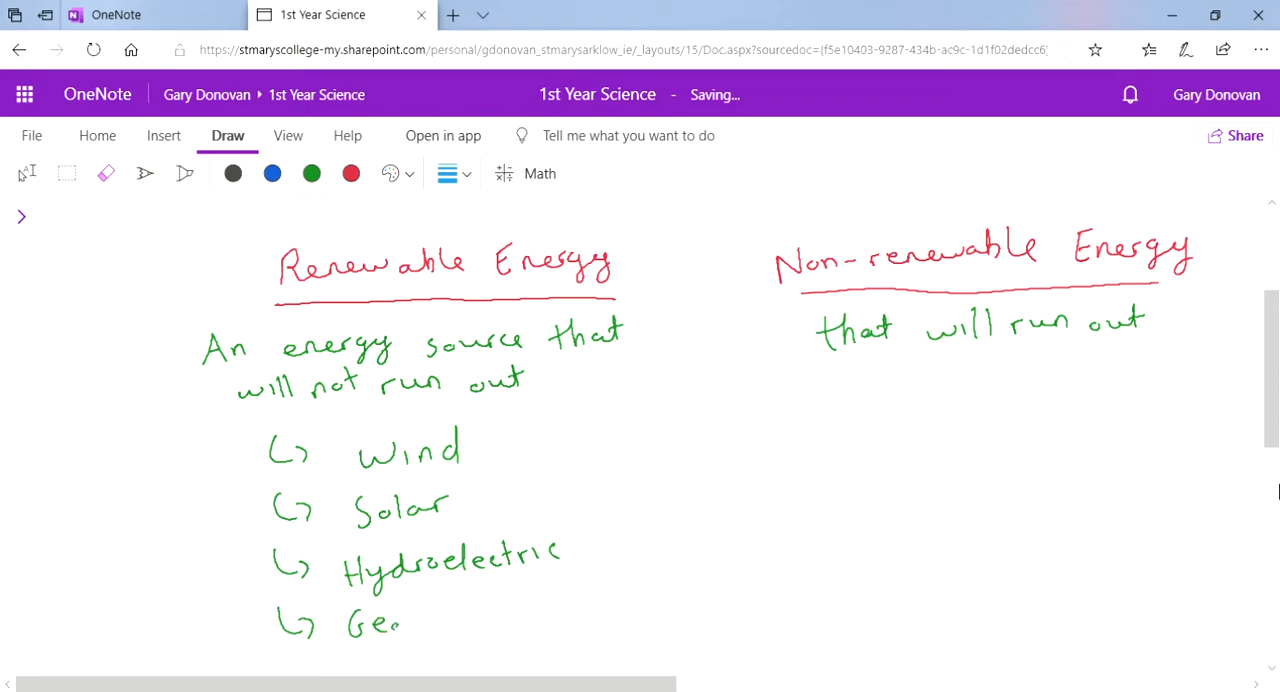 OneNote
1st Year Science
https://stmaryscollege-my.sharepoint.com/personal/gdonovan_stmarysarklow_ie/_layouts/15/Doc.aspx?sourcedoc={f5e10403-9287-434b-ac9c-1d1f02dedcc6}
OneNote Gary Donovan 1st Year Science 1st Year Science - Saving... Gary Donovan
File Home Insert Draw View Help Open in app Tell me what you want to do Share
Math
Renewable Energy
An energy source that
will not run out
Wind
Solar
Hydroelectric
Geo
Non-renewable Energy
that will run out